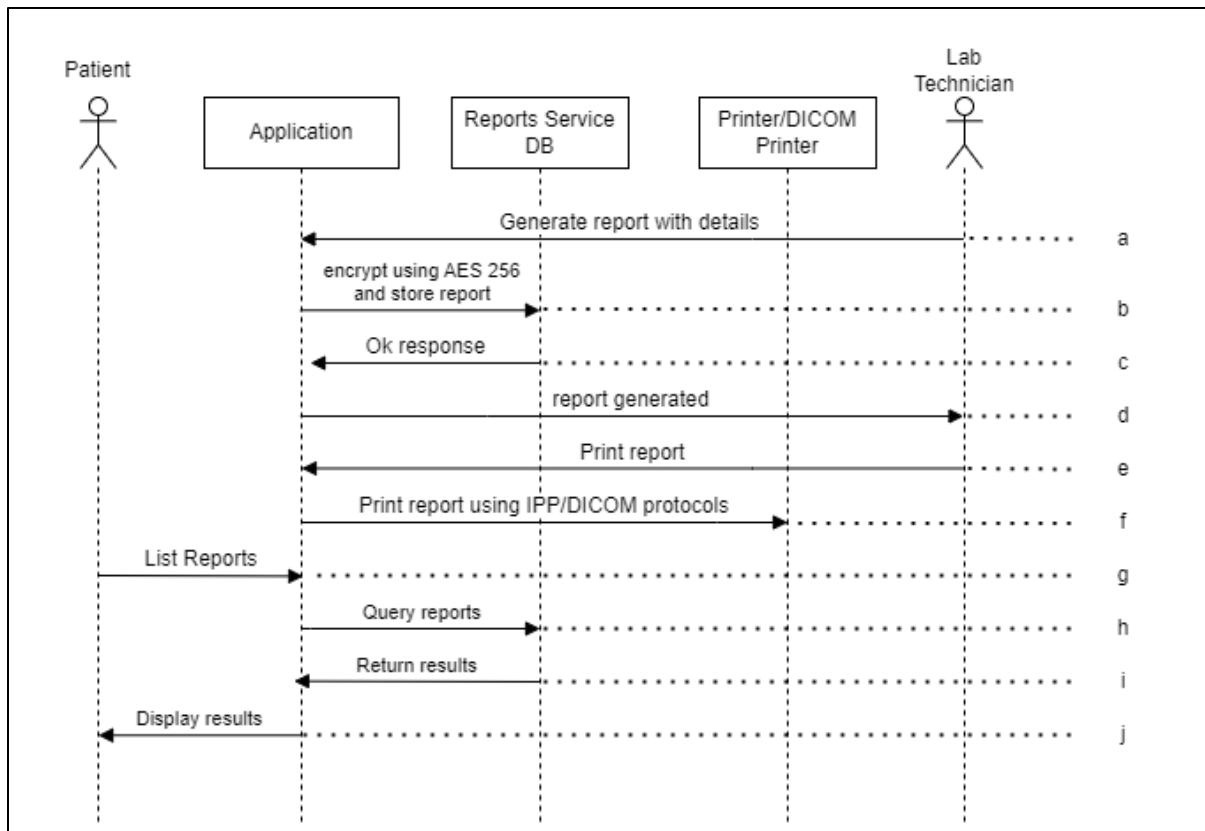 Patient
Lab
Technician
Application
Reports Service
DB
Printer/DICOM
Printer
Generate report with details
a
encrypt using AES 256
and store report
b
Ok response
c
report generated
d
Print report
e
Print report using IPP/DICOM protocols
f
List Reports
g
Query reports
h
Return results
i
Display results
j